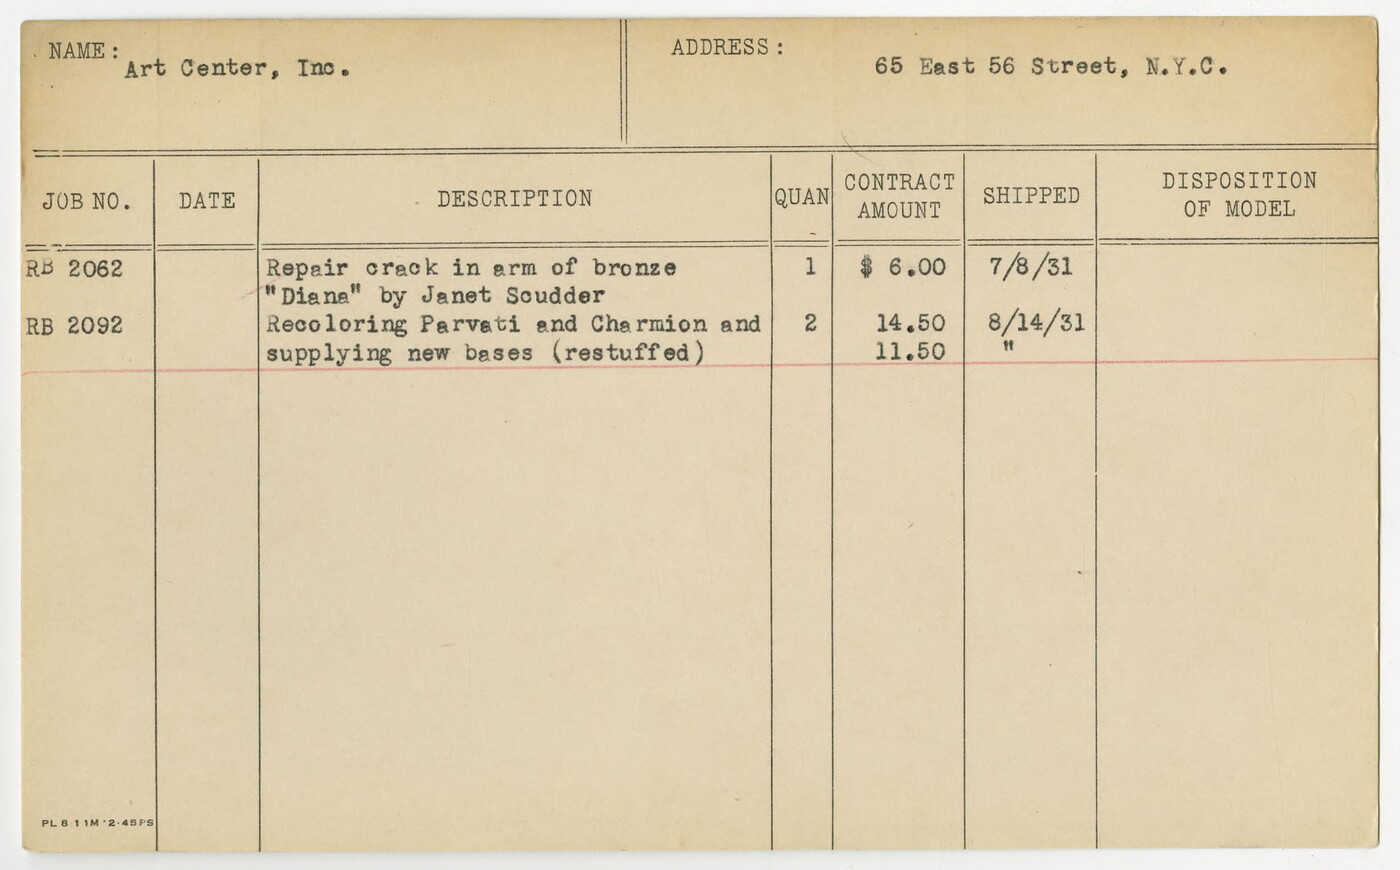 NAME: Art Center, Inc. ADDRESS: 65 East 56 Street, N.Y.C.
JOB NO. DATE DESCRIPTION QUAN CONTRACT AMOUNT SHIPPED DISPOSITION OF MODEL
RB 2062 Repair crack in arm of bronze 1 $ 6.00 7/8/31
"Diana" by Janet Scudder
RB 2092 Recoloring Parvati and Charmion and 2 14.50 8/14/31
supplying new bases (restuffed) 11.50 "
PL 8 11M '2-45PS